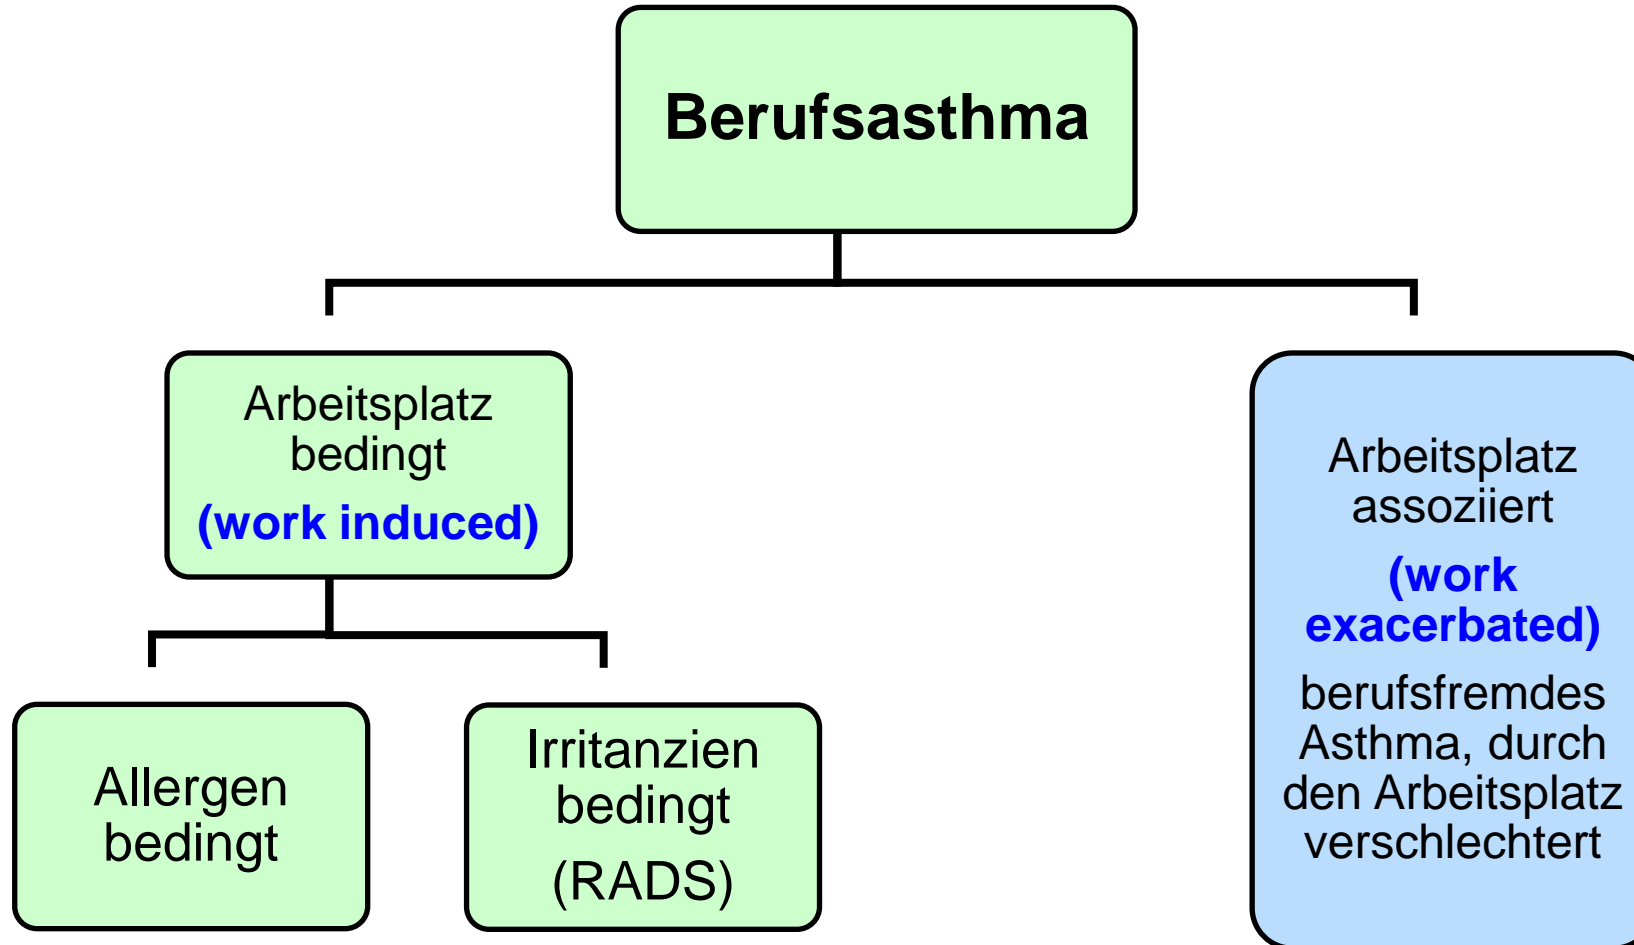 Berufsasthma
Arbeitsplatz
bedingt
(work induced)
Arbeitsplatz
assoziiert
(work
exacerbated)
berufsfremdes
Asthma, durch
den Arbeitsplatz
verschlechtert
Allergen
bedingt
Irritanzien
bedingt
(RADS)